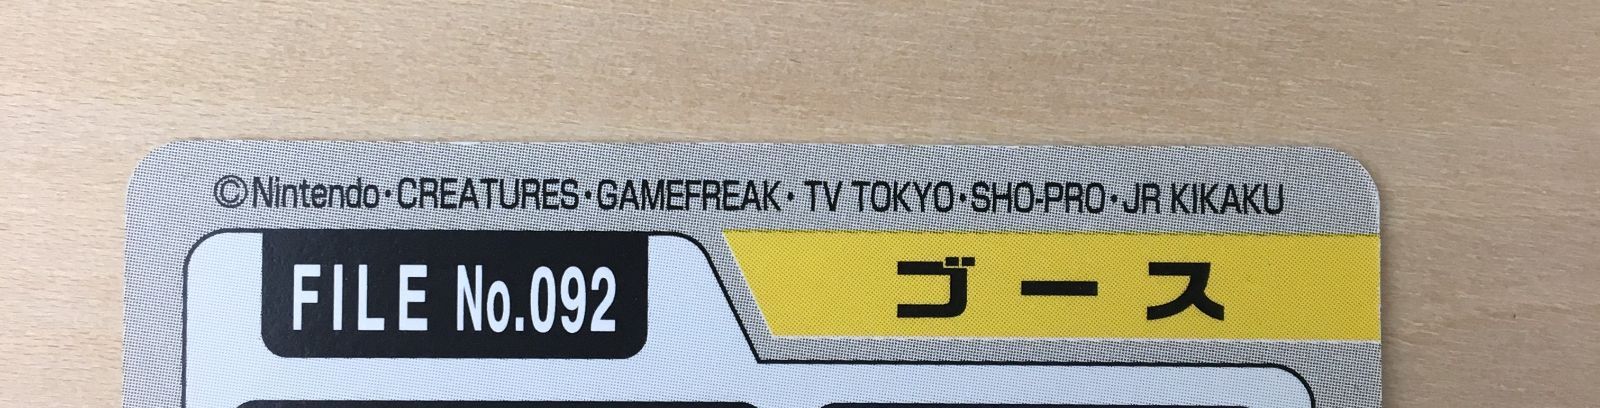 ©Nintendo・CREATURES・GAMEFREAK・TV TOKYO・SHO-PRO・JR KIKAKU
FILE No.092
ゴース